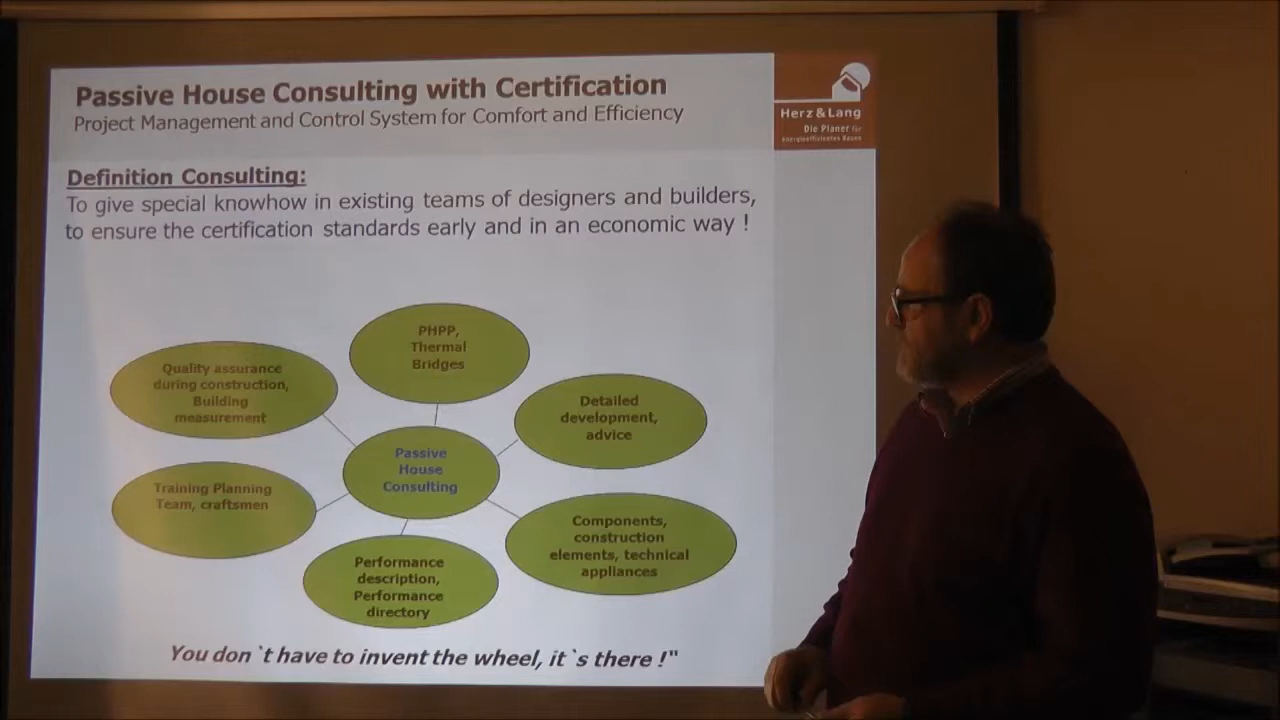 Passive House Consulting with Certification
Project Management and Control System for Comfort and Efficiency
Herz & Lang
Die Planer für
energieeffizientes Bauen
Definition Consulting:
To give special knowhow in existing teams of designers and builders,
to ensure the certification standards early and in an economic way !
PHPP,
Thermal
Bridges
Quality assurance
during construction,
Building
measurement
Detailed
development,
advice
Passive
House
Consulting
Training Planning
Team, craftsmen
Components,
construction
elements, technical
appliances
Performance
description,
Performance
directory
You don`t have to invent the wheel, it`s there !"